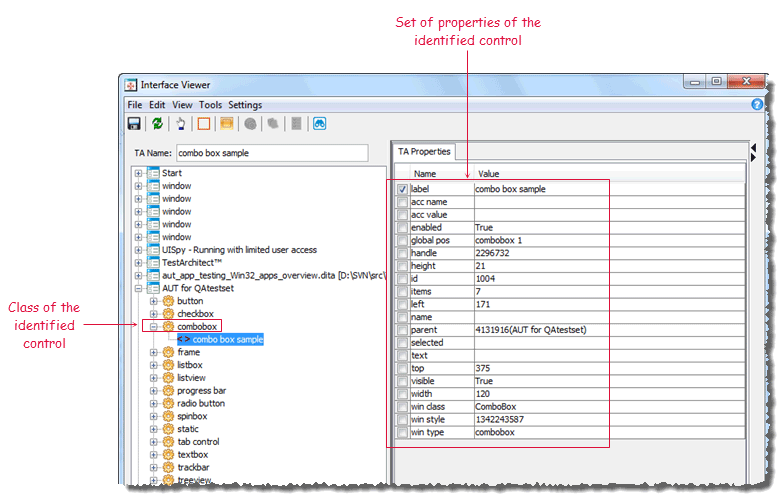 Set of properties of the
identified control
Interface Viewer
File Edit View Tools Settings
TA Name: combo box sample
TA Properties
Name Value
Start
window
window
window
window
window
UISpy - Running with limited user access
TestArchitect™
aut_app_testing_Win32_apps_overview.dita [D:\SVN\src\
AUT for QAtestset
button
checkbox
combobox
< > combo box sample
frame
listbox
listview
progress bar
radio button
spinbox
static
tab control
textbox
trackbar
treeview
Class of the
identified
control
label combo box sample
acc name
acc value
enabled True
global pos combobox 1
handle 2296732
height 21
id 1004
items 7
left 171
name
parent 4131916(AUT for QAtestset)
selected
text
top 375
visible True
width 120
win class ComboBox
win style 1342243587
win type combobox